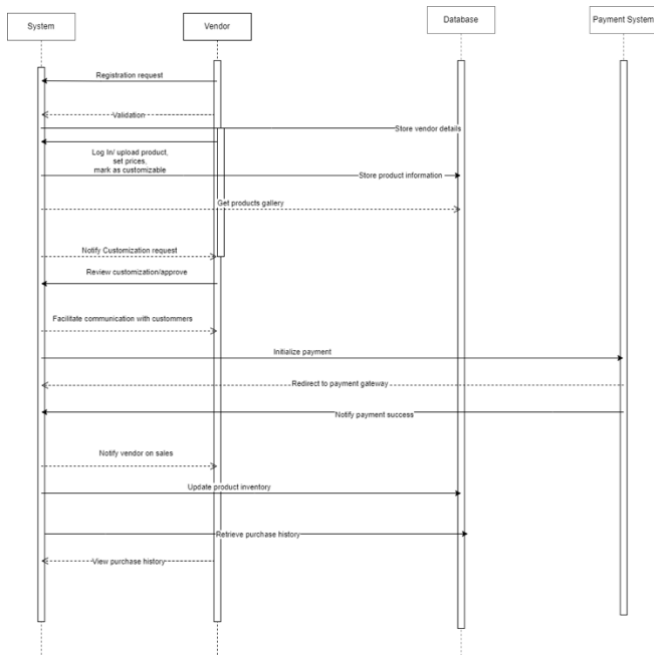 System
Vendor
Database
Payment System
Registration request
Validation
Store vendor details
Log In/ upload product,
set prices,
mark as customizable
Store product information
Get products gallery
Notify Customization request
Review customization/approve
Facilitate communication with custommers
Initialize payment
Redirect to payment gateway
Notify payment success
Notify vendor on sales
Update product inventory
Retrieve purchase history
View purchase history